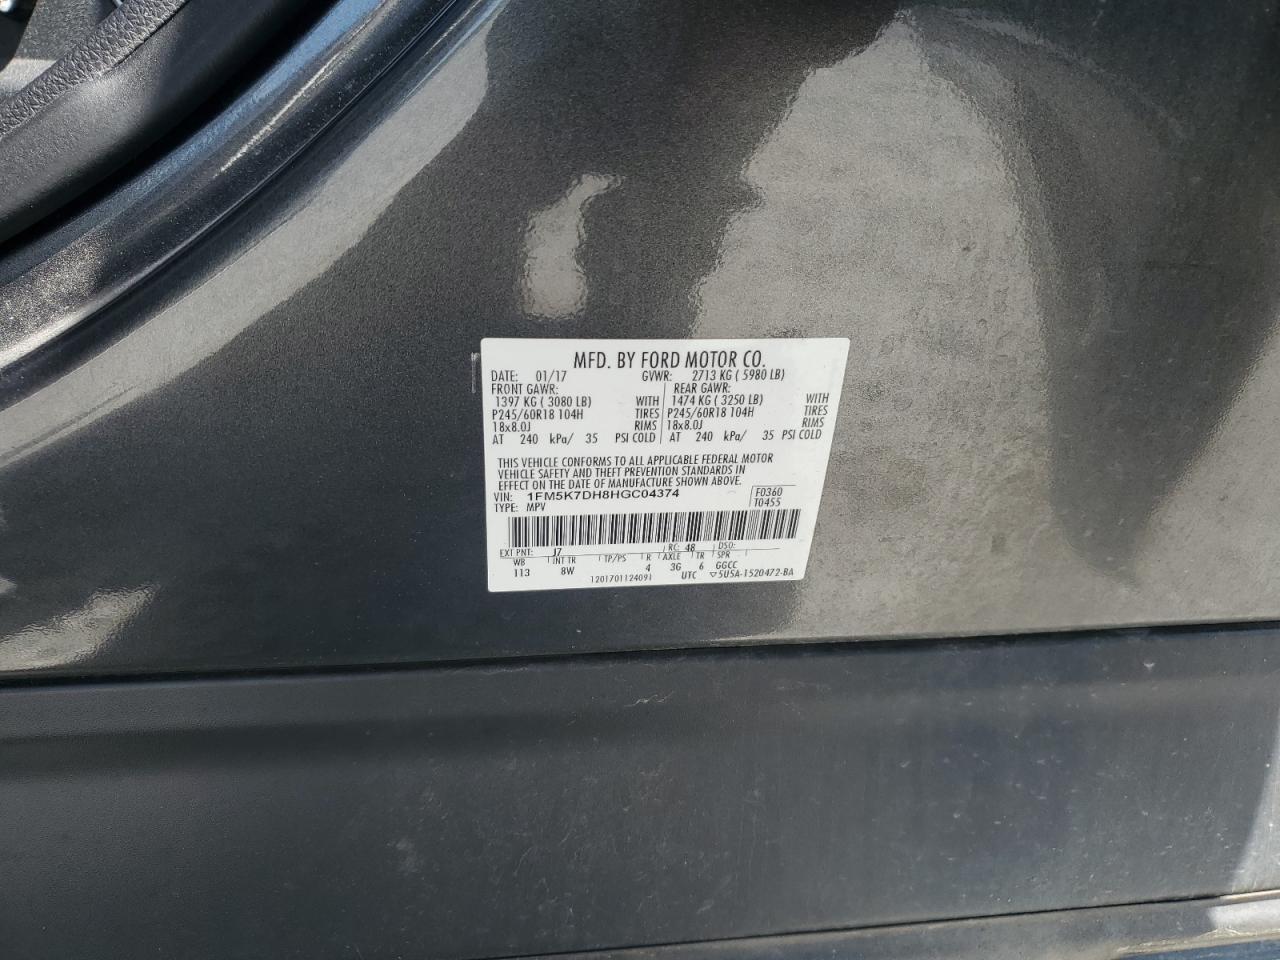 MFD. BY FORD MOTOR CO.
DATE: 01/17 GVWR: 2713 KG ( 5980 LB)
FRONT GAWR: REAR GAWR:
1397 KG ( 3080 LB) WITH 1474 KG ( 3250 LB) WITH
P245/60R18 104H TIRES P245/60R18 104H TIRES
18x8.0J RIMS 18x8.0J RIMS
AT 240 kPa/ 35 PSI COLD AT 240 kPa/ 35 PSI COLD
THIS VEHICLE CONFORMS TO ALL APPLICABLE FEDERAL MOTOR
VEHICLE SAFETY AND THEFT PREVENTION STANDARDS IN
EFFECT ON THE DATE OF MANUFACTURE SHOWN ABOVE.
VIN: 1FM5K7DH8HGC04374 F0360
TYPE: MPV T0455
EXT PNT: J7 RC: 48 DSO:
WB INT TR TP/PS R AXLE TR SPR
113 8W 4 3G 6 GGCC
1201701124091 UTC ▽5U5A-1520472-BA